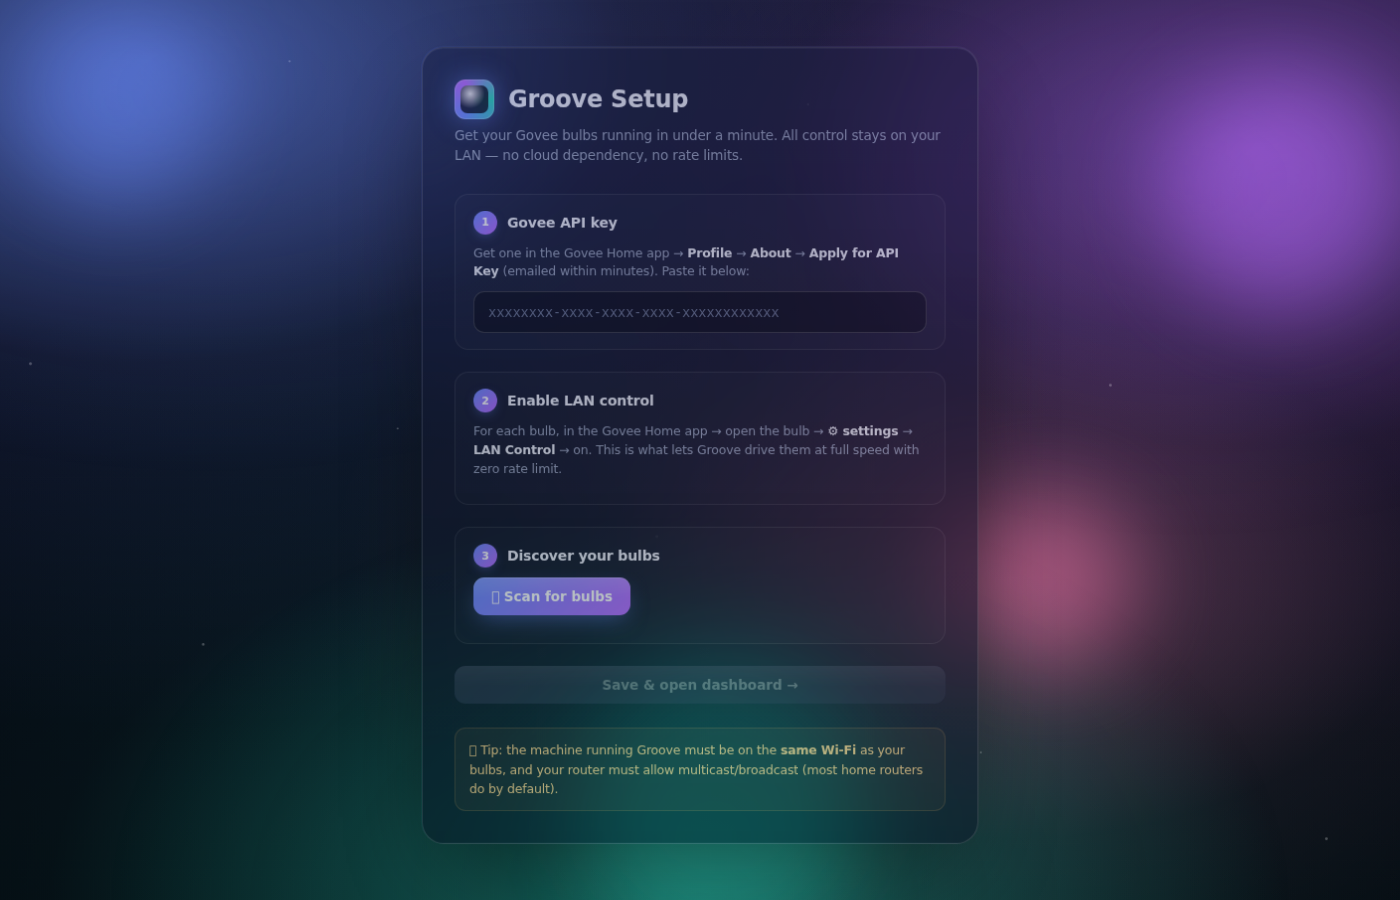 Groove Setup
Get your Govee bulbs running in under a minute. All control stays on your
LAN — no cloud dependency, no rate limits.
1 Govee API key
Get one in the Govee Home app → Profile → About → Apply for API
Key (emailed within minutes). Paste it below:
xxxxxxxx-xxxx-xxxx-xxxx-xxxxxxxxxxxx
2 Enable LAN control
For each bulb, in the Govee Home app → open the bulb → ⚙ settings →
LAN Control → on. This is what lets Groove drive them at full speed with
zero rate limit.
3 Discover your bulbs
Scan for bulbs
Save & open dashboard →
Tip: the machine running Groove must be on the same Wi-Fi as your
bulbs, and your router must allow multicast/broadcast (most home routers
do by default).